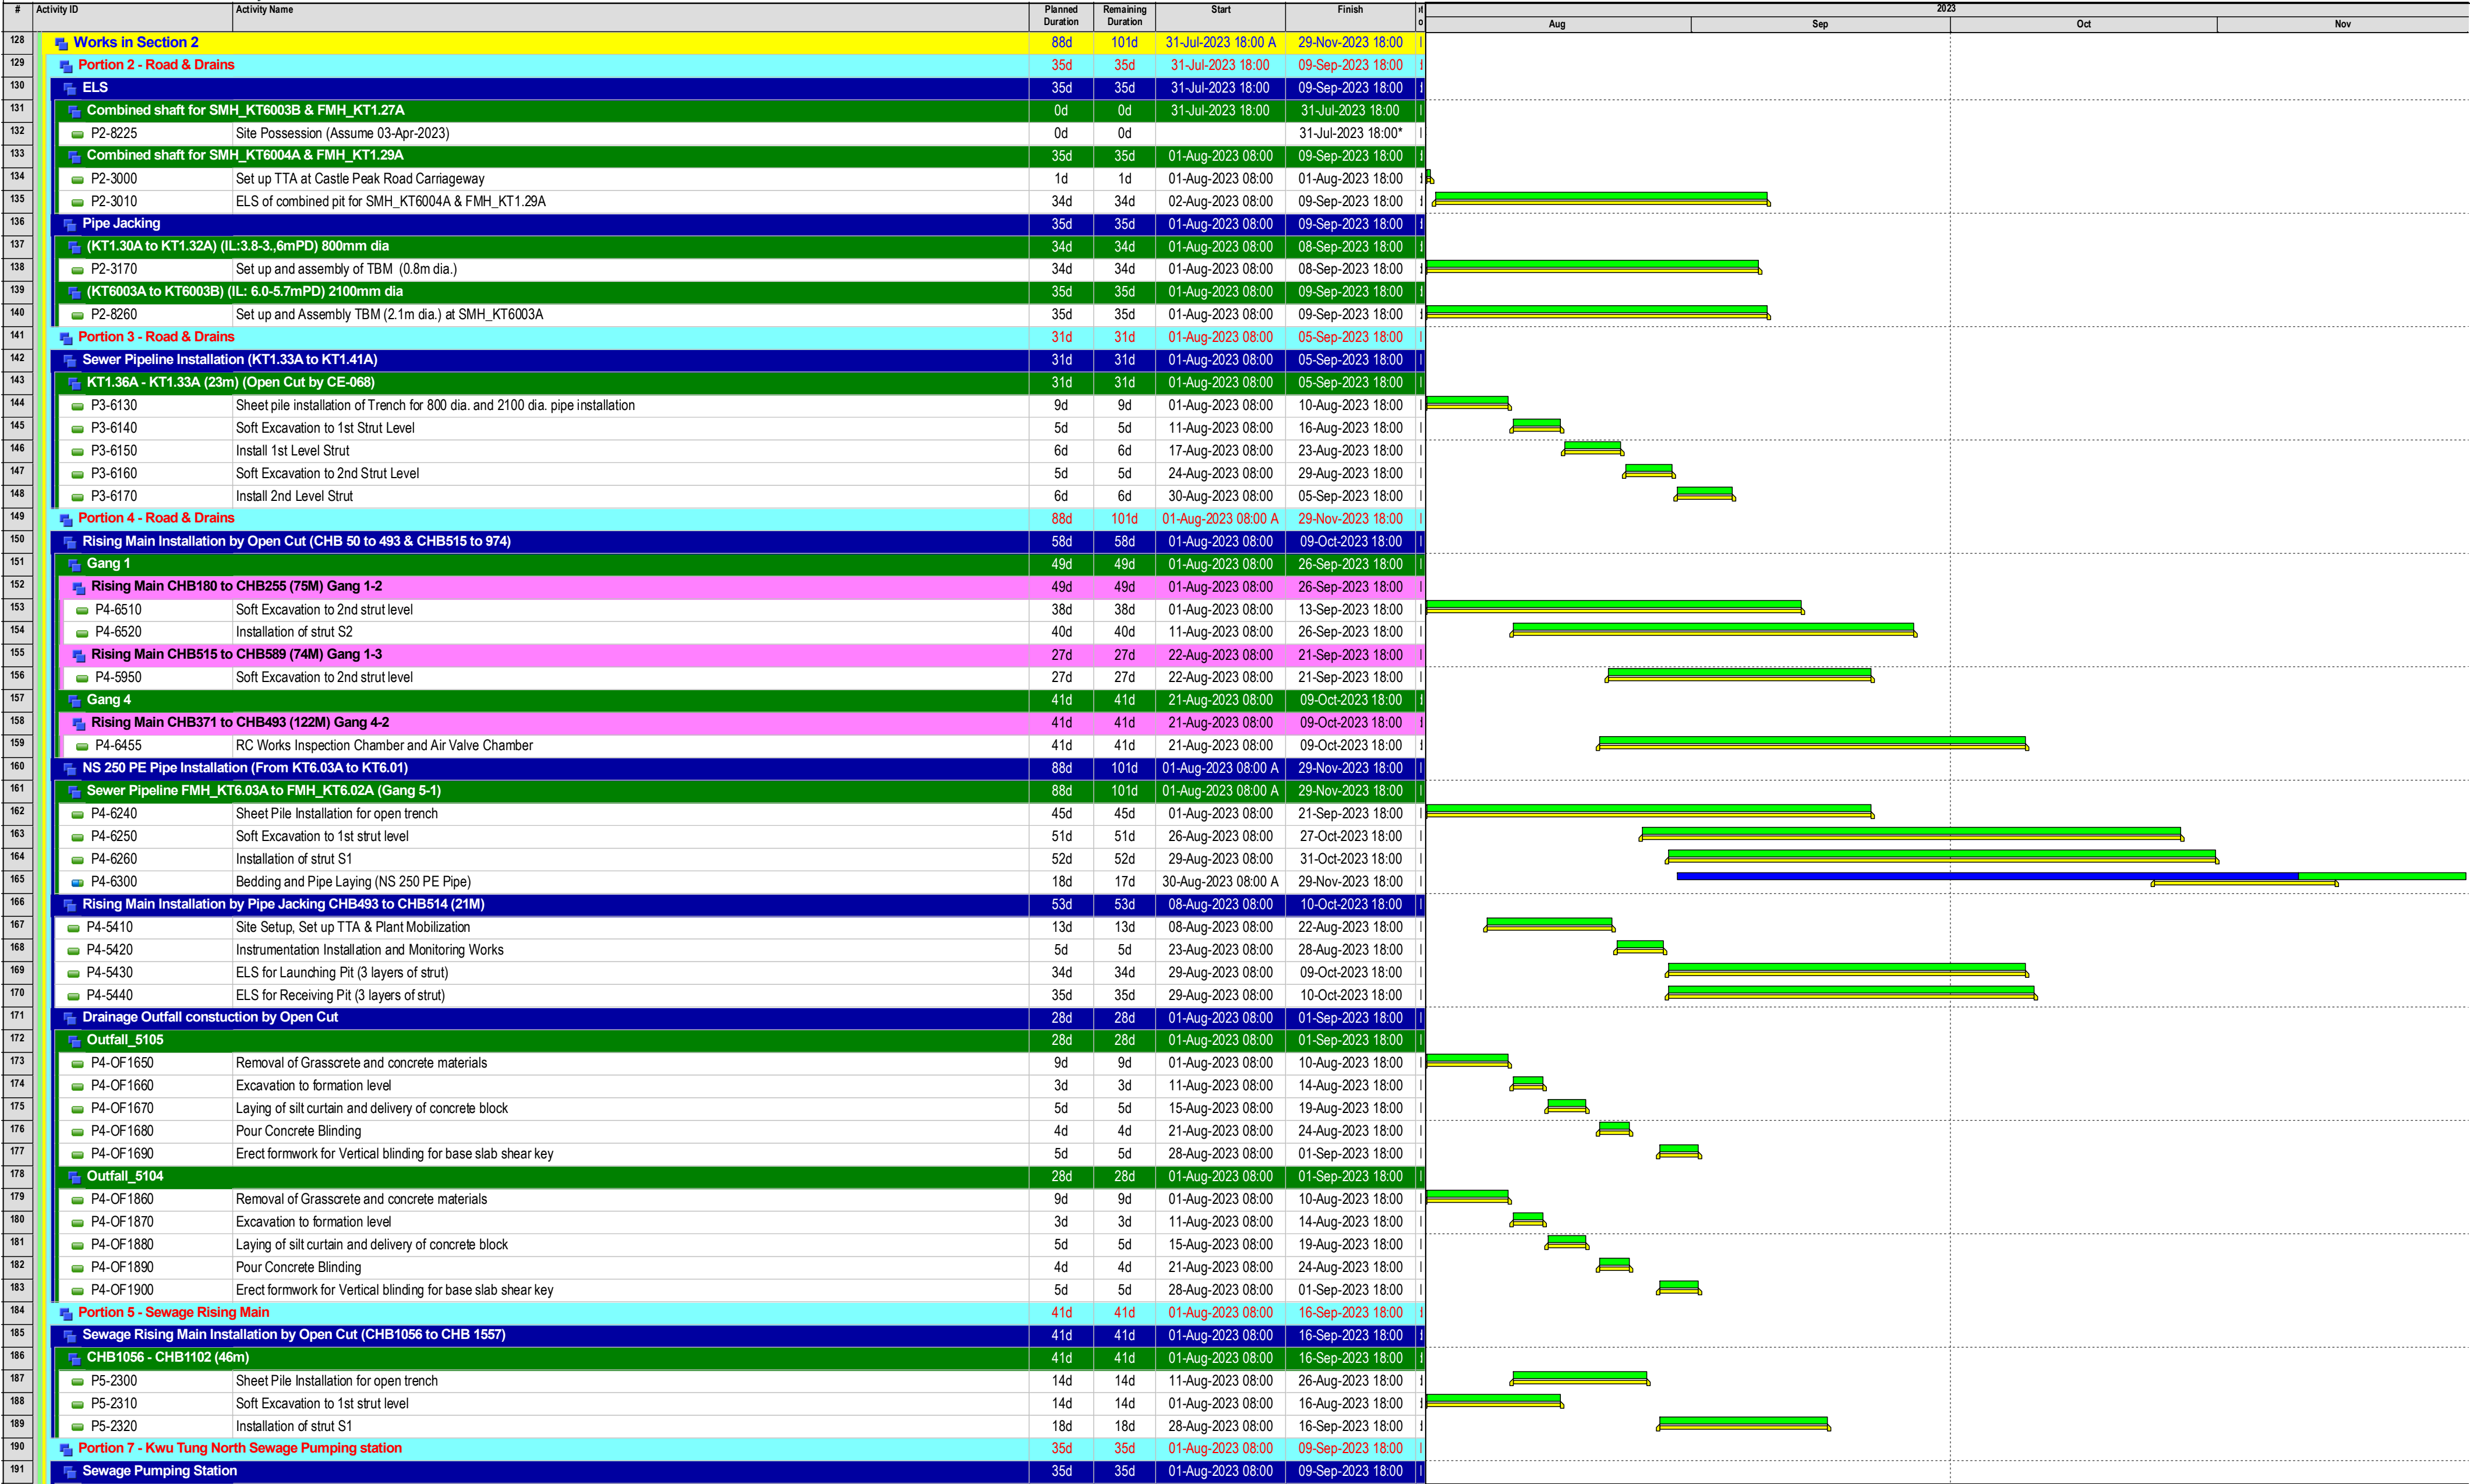 # Activity ID Activity Name Planned Duration Remaining Duration Start Finish 2023
Aug Sep Oct Nov
128 Works in Section 2 88d 101d 31-Jul-2023 18:00 A 29-Nov-2023 18:00
129 Portion 2 - Road & Drains 35d 35d 31-Jul-2023 18:00 09-Sep-2023 18:00
130 ELS 35d 35d 31-Jul-2023 18:00 09-Sep-2023 18:00
131 Combined shaft for SMH_KT6003B & FMH_KT1.27A 0d 0d 31-Jul-2023 18:00 31-Jul-2023 18:00
132 P2-8225 Site Possession (Assume 03-Apr-2023) 0d 0d 31-Jul-2023 18:00*
133 Combined shaft for SMH_KT6004A & FMH_KT1.29A 35d 35d 01-Aug-2023 08:00 09-Sep-2023 18:00
134 P2-3000 Set up TTA at Castle Peak Road Carriageway 1d 1d 01-Aug-2023 08:00 01-Aug-2023 18:00
135 P2-3010 ELS of combined pit for SMH_KT6004A & FMH_KT1.29A 34d 34d 02-Aug-2023 08:00 09-Sep-2023 18:00
136 Pipe Jacking 35d 35d 01-Aug-2023 08:00 09-Sep-2023 18:00
137 (KT1.30A to KT1.32A) (IL:3.8-3.,6mPD) 800mm dia 34d 34d 01-Aug-2023 08:00 08-Sep-2023 18:00
138 P2-3170 Set up and assembly of TBM (0.8m dia.) 34d 34d 01-Aug-2023 08:00 08-Sep-2023 18:00
139 (KT6003A to KT6003B) (IL: 6.0-5.7mPD) 2100mm dia 35d 35d 01-Aug-2023 08:00 09-Sep-2023 18:00
140 P2-8260 Set up and Assembly TBM (2.1m dia.) at SMH_KT6003A 35d 35d 01-Aug-2023 08:00 09-Sep-2023 18:00
141 Portion 3 - Road & Drains 31d 31d 01-Aug-2023 08:00 05-Sep-2023 18:00
142 Sewer Pipeline Installation (KT1.33A to KT1.41A) 31d 31d 01-Aug-2023 08:00 05-Sep-2023 18:00
143 KT1.36A - KT1.33A (23m) (Open Cut by CE-068) 31d 31d 01-Aug-2023 08:00 05-Sep-2023 18:00
144 P3-6130 Sheet pile installation of Trench for 800 dia. and 2100 dia. pipe installation 9d 9d 01-Aug-2023 08:00 10-Aug-2023 18:00
145 P3-6140 Soft Excavation to 1st Strut Level 5d 5d 11-Aug-2023 08:00 16-Aug-2023 18:00
146 P3-6150 Install 1st Level Strut 6d 6d 17-Aug-2023 08:00 23-Aug-2023 18:00
147 P3-6160 Soft Excavation to 2nd Strut Level 5d 5d 24-Aug-2023 08:00 29-Aug-2023 18:00
148 P3-6170 Install 2nd Level Strut 6d 6d 30-Aug-2023 08:00 05-Sep-2023 18:00
149 Portion 4 - Road & Drains 88d 101d 01-Aug-2023 08:00 A 29-Nov-2023 18:00
150 Rising Main Installation by Open Cut (CHB 50 to 493 & CHB515 to 974) 58d 58d 01-Aug-2023 08:00 09-Oct-2023 18:00
151 Gang 1 49d 49d 01-Aug-2023 08:00 26-Sep-2023 18:00
152 Rising Main CHB180 to CHB255 (75M) Gang 1-2 49d 49d 01-Aug-2023 08:00 26-Sep-2023 18:00
153 P4-6510 Soft Excavation to 2nd strut level 38d 38d 01-Aug-2023 08:00 13-Sep-2023 18:00
154 P4-6520 Installation of strut S2 40d 40d 11-Aug-2023 08:00 26-Sep-2023 18:00
155 Rising Main CHB515 to CHB589 (74M) Gang 1-3 27d 27d 22-Aug-2023 08:00 21-Sep-2023 18:00
156 P4-5950 Soft Excavation to 2nd strut level 27d 27d 22-Aug-2023 08:00 21-Sep-2023 18:00
157 Gang 4 41d 41d 21-Aug-2023 08:00 09-Oct-2023 18:00
158 Rising Main CHB371 to CHB493 (122M) Gang 4-2 41d 41d 21-Aug-2023 08:00 09-Oct-2023 18:00
159 P4-6455 RC Works Inspection Chamber and Air Valve Chamber 41d 41d 21-Aug-2023 08:00 09-Oct-2023 18:00
160 NS 250 PE Pipe Installation (From KT6.03A to KT6.01) 88d 101d 01-Aug-2023 08:00 A 29-Nov-2023 18:00
161 Sewer Pipeline FMH_KT6.03A to FMH_KT6.02A (Gang 5-1) 88d 101d 01-Aug-2023 08:00 A 29-Nov-2023 18:00
162 P4-6240 Sheet Pile Installation for open trench 45d 45d 01-Aug-2023 08:00 21-Sep-2023 18:00
163 P4-6250 Soft Excavation to 1st strut level 51d 51d 26-Aug-2023 08:00 27-Oct-2023 18:00
164 P4-6260 Installation of strut S1 52d 52d 29-Aug-2023 08:00 31-Oct-2023 18:00
165 P4-6300 Bedding and Pipe Laying (NS 250 PE Pipe) 18d 17d 30-Aug-2023 08:00 A 29-Nov-2023 18:00
166 Rising Main Installation by Pipe Jacking CHB493 to CHB514 (21M) 53d 53d 08-Aug-2023 08:00 10-Oct-2023 18:00
167 P4-5410 Site Setup, Set up TTA & Plant Mobilization 13d 13d 08-Aug-2023 08:00 22-Aug-2023 18:00
168 P4-5420 Instrumentation Installation and Monitoring Works 5d 5d 23-Aug-2023 08:00 28-Aug-2023 18:00
169 P4-5430 ELS for Launching Pit (3 layers of strut) 34d 34d 29-Aug-2023 08:00 09-Oct-2023 18:00
170 P4-5440 ELS for Receiving Pit (3 layers of strut) 35d 35d 29-Aug-2023 08:00 10-Oct-2023 18:00
171 Drainage Outfall constuction by Open Cut 28d 28d 01-Aug-2023 08:00 01-Sep-2023 18:00
172 Outfall_5105 28d 28d 01-Aug-2023 08:00 01-Sep-2023 18:00
173 P4-OF1650 Removal of Grasscrete and concrete materials 9d 9d 01-Aug-2023 08:00 10-Aug-2023 18:00
174 P4-OF1660 Excavation to formation level 3d 3d 11-Aug-2023 08:00 14-Aug-2023 18:00
175 P4-OF1670 Laying of silt curtain and delivery of concrete block 5d 5d 15-Aug-2023 08:00 19-Aug-2023 18:00
176 P4-OF1680 Pour Concrete Blinding 4d 4d 21-Aug-2023 08:00 24-Aug-2023 18:00
177 P4-OF1690 Erect formwork for Vertical blinding for base slab shear key 5d 5d 28-Aug-2023 08:00 01-Sep-2023 18:00
178 Outfall_5104 28d 28d 01-Aug-2023 08:00 01-Sep-2023 18:00
179 P4-OF1860 Removal of Grasscrete and concrete materials 9d 9d 01-Aug-2023 08:00 10-Aug-2023 18:00
180 P4-OF1870 Excavation to formation level 3d 3d 11-Aug-2023 08:00 14-Aug-2023 18:00
181 P4-OF1880 Laying of silt curtain and delivery of concrete block 5d 5d 15-Aug-2023 08:00 19-Aug-2023 18:00
182 P4-OF1890 Pour Concrete Blinding 4d 4d 21-Aug-2023 08:00 24-Aug-2023 18:00
183 P4-OF1900 Erect formwork for Vertical blinding for base slab shear key 5d 5d 28-Aug-2023 08:00 01-Sep-2023 18:00
184 Portion 5 - Sewage Rising Main 41d 41d 01-Aug-2023 08:00 16-Sep-2023 18:00
185 Sewage Rising Main Installation by Open Cut (CHB1056 to CHB 1557) 41d 41d 01-Aug-2023 08:00 16-Sep-2023 18:00
186 CHB1056 - CHB1102 (46m) 41d 41d 01-Aug-2023 08:00 16-Sep-2023 18:00
187 P5-2300 Sheet Pile Installation for open trench 14d 14d 11-Aug-2023 08:00 26-Aug-2023 18:00
188 P5-2310 Soft Excavation to 1st strut level 14d 14d 01-Aug-2023 08:00 16-Aug-2023 18:00
189 P5-2320 Installation of strut S1 18d 18d 28-Aug-2023 08:00 16-Sep-2023 18:00
190 Portion 7 - Kwu Tung North Sewage Pumping station 35d 35d 01-Aug-2023 08:00 09-Sep-2023 18:00
191 Sewage Pumping Station 35d 35d 01-Aug-2023 08:00 09-Sep-2023 18:00